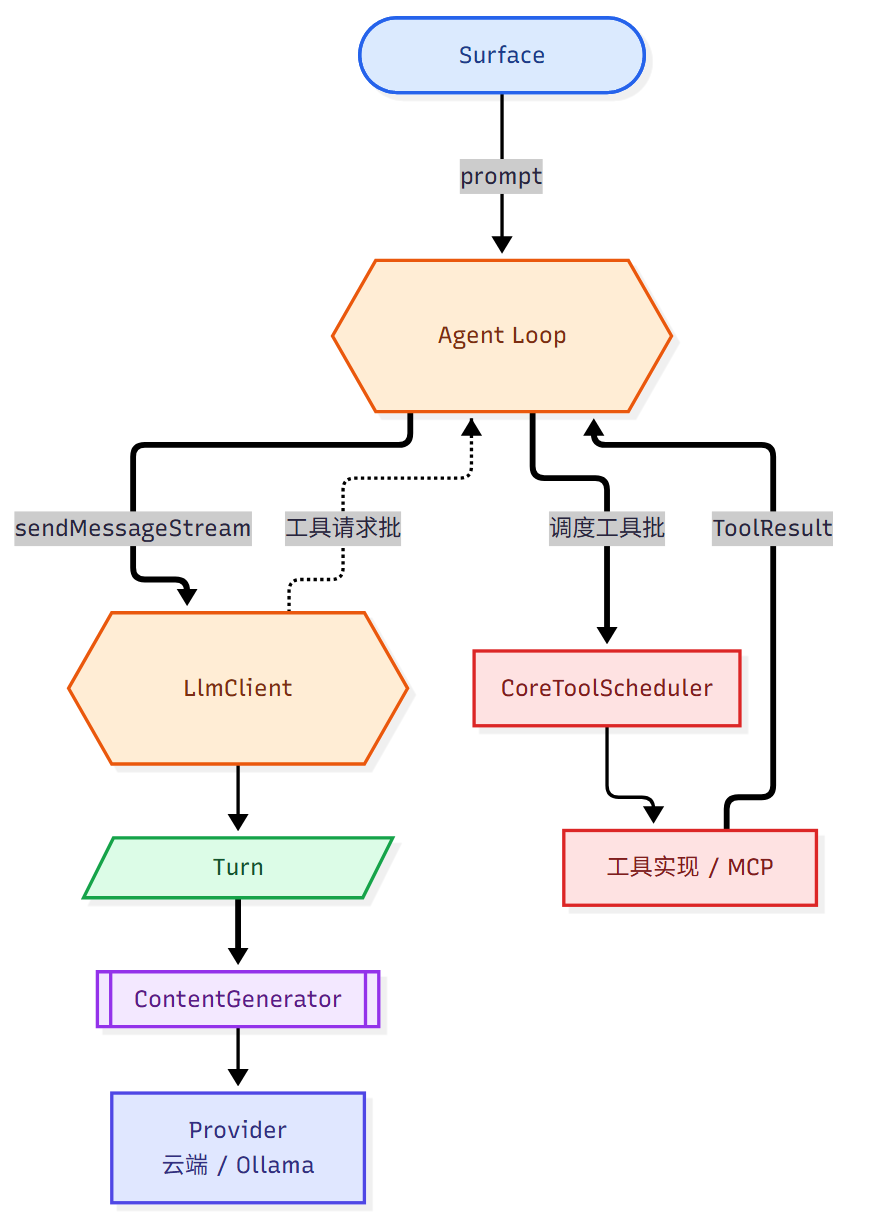 Surface
prompt
Agent Loop
sendMessageStream
工具请求批
调度工具批
ToolResult
LlmClient
CoreToolScheduler
Turn
工具实现 / MCP
ContentGenerator
Provider
云端 / Ollama